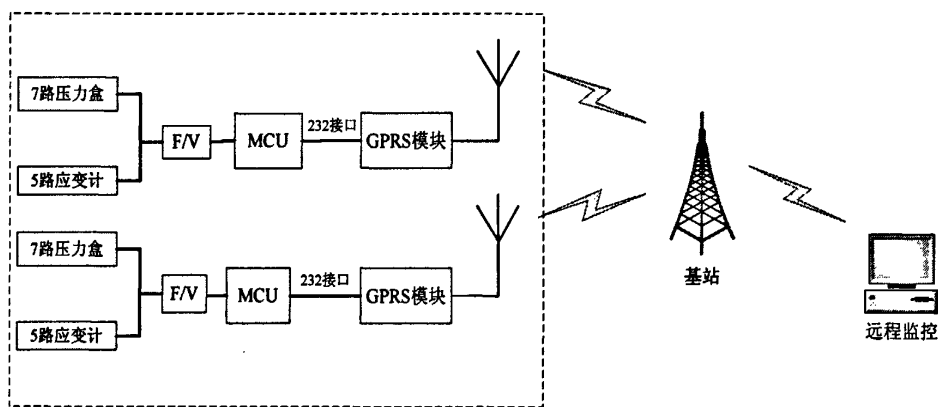 7路压力盒
5路应变计
F/V
MCU
232接口
GPRS模块
7路压力盒
5路应变计
F/V
MCU
232接口
GPRS模块
基站
远程监控